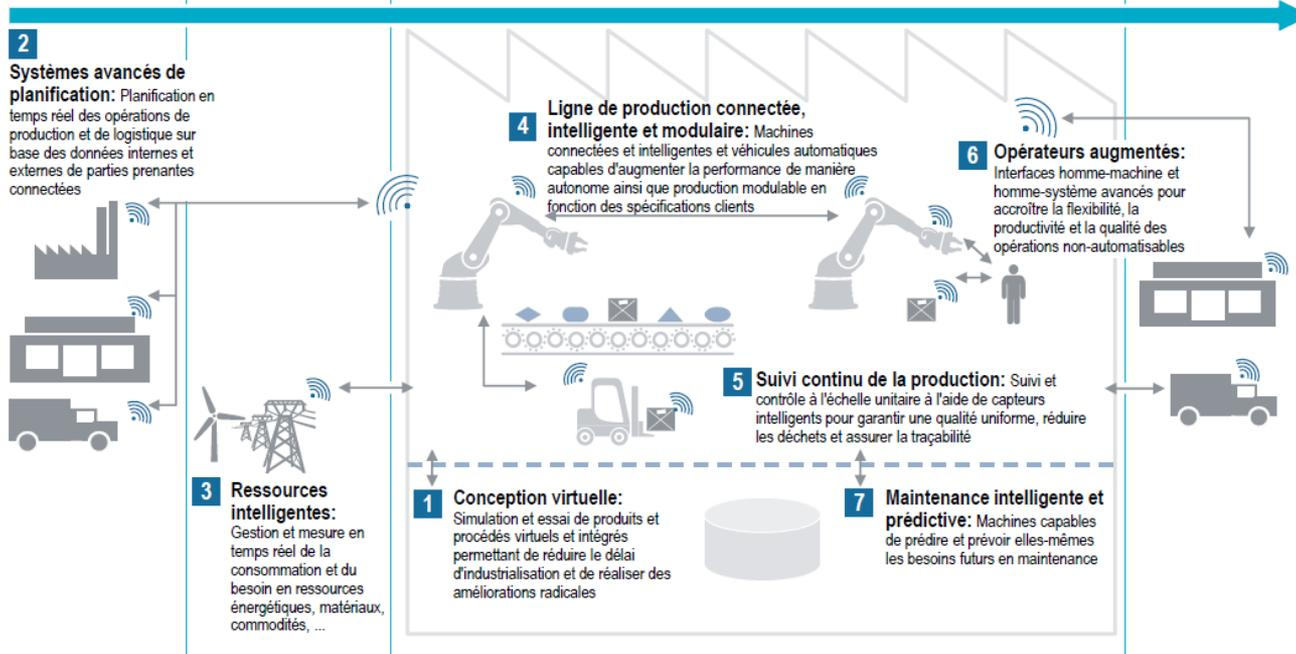 2
Systèmes avancés de
planification: Planification en
temps réel des opérations de
production et de logistique sur
base des données internes et
externes de parties prenantes
connectées
3
Ressources
intelligentes:
Gestion et mesure en
temps réel de la
consommation et du
besoin en ressources
énergétiques, matériaux,
commodités, ...
4
Ligne de production connectée,
intelligente et modulaire: Machines
connectées et intelligentes et véhicules automatiques
capables d'augmenter la performance de manière
autonome ainsi que production modulable en
fonction des spécifications clients
6
Opérateurs augmentés:
Interfaces homme-machine et
homme-système avancés pour
accroître la flexibilité, la
productivité et la qualité des
opérations non-automatisables
5
Suivi continu de la production: Suivi et
contrôle à l'échelle unitaire à l'aide de capteurs
intelligents pour garantir une qualité uniforme, réduire
les déchets et assurer la traçabilité
1
Conception virtuelle:
Simulation et essai de produits et
procédés virtuels et intégrés
permettant de réduire le délai
d'industrialisation et de réaliser des
améliorations radicales
7
Maintenance intelligente et
prédictive: Machines capables
de prédire et prévoir elles-mêmes
les besoins futurs en maintenance